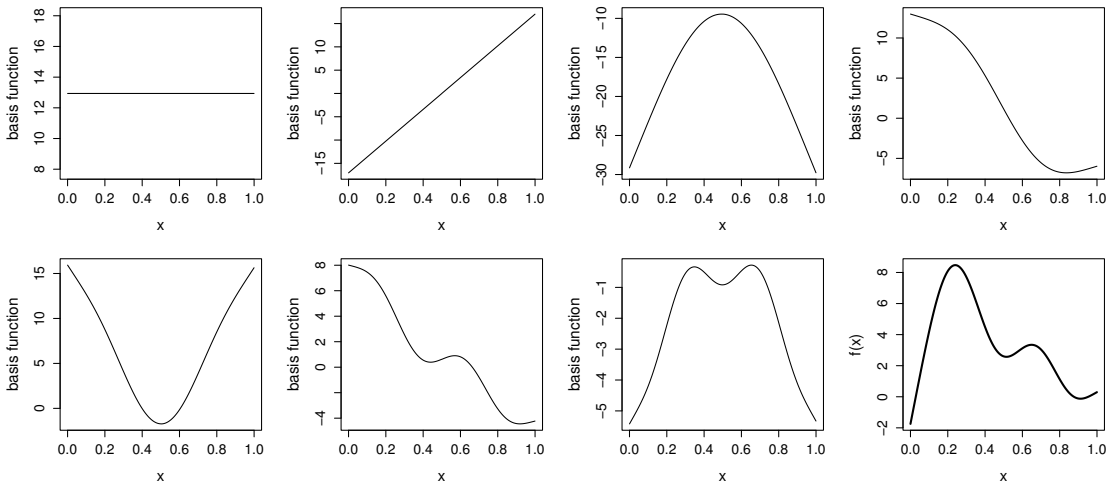 basis function
8 10 12 14 16 18
0.0 0.2 0.4 0.6 0.8 1.0
x
basis function
−15 −5 5 10
0.0 0.2 0.4 0.6 0.8 1.0
x
basis function
−30 −25 −20 −15 −10
0.0 0.2 0.4 0.6 0.8 1.0
x
basis function
−5 0 5 10
0.0 0.2 0.4 0.6 0.8 1.0
x
basis function
0 5 10 15
0.0 0.2 0.4 0.6 0.8 1.0
x
basis function
−4 0 2 4 6 8
0.0 0.2 0.4 0.6 0.8 1.0
x
basis function
−5 −4 −3 −2 −1
0.0 0.2 0.4 0.6 0.8 1.0
x
f(x)
−2 0 2 4 6 8
0.0 0.2 0.4 0.6 0.8 1.0
x